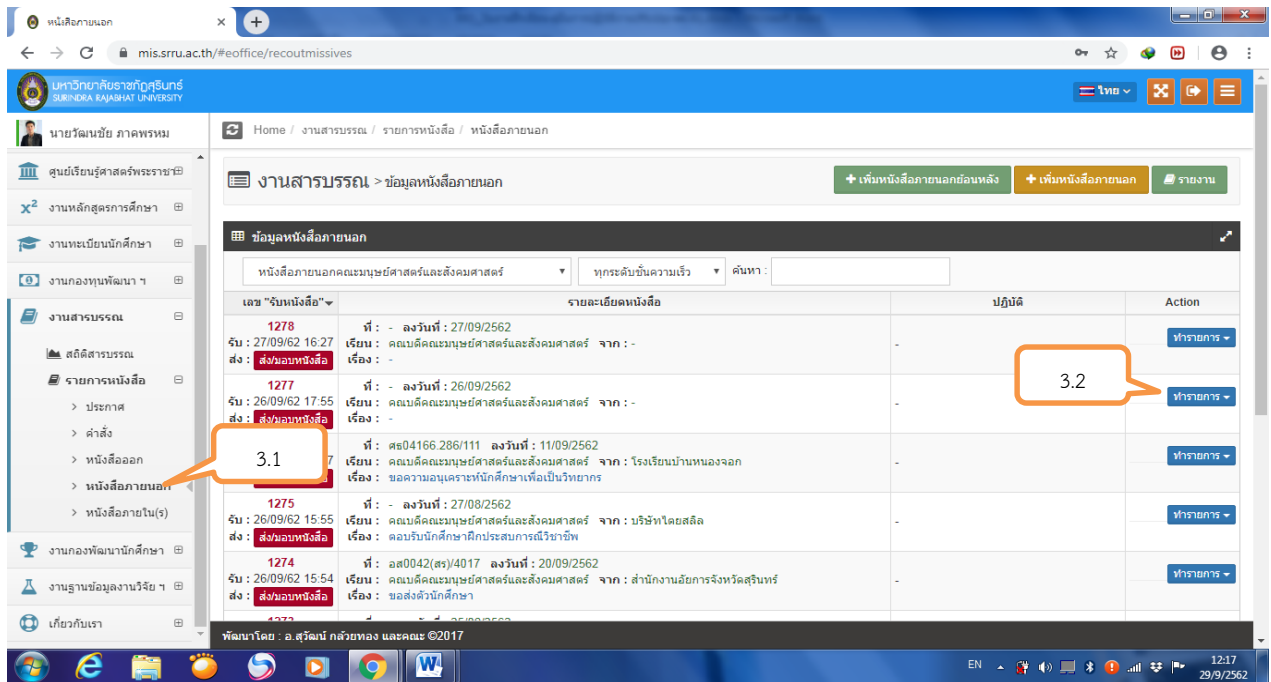 หนังสือภายนอก
mis.srru.ac.th/#eoffice/recoutmissives
มหาวิทยาลัยราชภัฏสุรินทร์
SURINDRA RAJABHAT UNIVERSITY
ไทย
นายวัฒนชัย ภาคพรหม
Home / งานสารบรรณ / รายการหนังสือ / หนังสือภายนอก
ศูนย์เรียนรู้ศาสตร์พระราชา
งานหลักสูตรการศึกษา
งานทะเบียนนักศึกษา
งานกองทุนพัฒนา ฯ
งานสารบรรณ
สถิติสารบรรณ
รายการหนังสือ
> ประกาศ
> คำสั่ง
> หนังสือออก
> หนังสือภายนอก
> หนังสือภายใน(ร)
งานกองพัฒนานักศึกษา
งานฐานข้อมูลงานวิจัย ฯ
เกี่ยวกับเรา
3.1
งานสารบรรณ > ข้อมูลหนังสือภายนอก
+ เพิ่มหนังสือภายนอกย้อนหลัง
+ เพิ่มหนังสือภายนอก
รายงาน
ข้อมูลหนังสือภายนอก
หนังสือภายนอกคณะมนุษย์ศาสตร์และสังคมศาสตร์ ทุกระดับชั้นความเร็ว ค้นหา :
เลข "รับหนังสือ" รายละเอียดหนังสือ ปฏิบัติ Action
1278 ที่ : - ลงวันที่ : 27/09/2562
รับ : 27/09/62 16:27 เรียน : คณบดีคณะมนุษย์ศาสตร์และสังคมศาสตร์ จาก : - - ทำรายการ
ส่ง : ส่ง/มอบหนังสือ เรื่อง : -
1277 ที่ : - ลงวันที่ : 26/09/2562
รับ : 26/09/62 17:55 เรียน : คณบดีคณะมนุษย์ศาสตร์และสังคมศาสตร์ จาก : - - ทำรายการ
ส่ง : ส่ง/มอบหนังสือ เรื่อง : -
3.2
ที่ : ศธ04166.286/111 ลงวันที่ : 11/09/2562
7 เรียน : คณบดีคณะมนุษย์ศาสตร์และสังคมศาสตร์ จาก : โรงเรียนบ้านหนองจอก - ทำรายการ
เรื่อง : ขอความอนุเคราะห์นักศึกษาเพื่อเป็นวิทยากร
1275 ที่ : - ลงวันที่ : 27/08/2562
รับ : 26/09/62 15:55 เรียน : คณบดีคณะมนุษย์ศาสตร์และสังคมศาสตร์ จาก : บริษัทไดยสลิล - ทำรายการ
ส่ง : ส่ง/มอบหนังสือ เรื่อง : ตอบรับนักศึกษาฝึกประสบการณ์วิชาชีพ
1274 ที่ : อส0042(สร)/4017 ลงวันที่ : 20/09/2562
รับ : 26/09/62 15:54 เรียน : คณบดีคณะมนุษย์ศาสตร์และสังคมศาสตร์ จาก : สำนักงานอัยการจังหวัดสุรินทร์ - ทำรายการ
ส่ง : ส่ง/มอบหนังสือ เรื่อง : ขอส่งตัวนักศึกษา
พัฒนาโดย : อ.สุวัฒน์ กล้วยทอง และคณะ ©2017
EN
12:17
29/9/2562